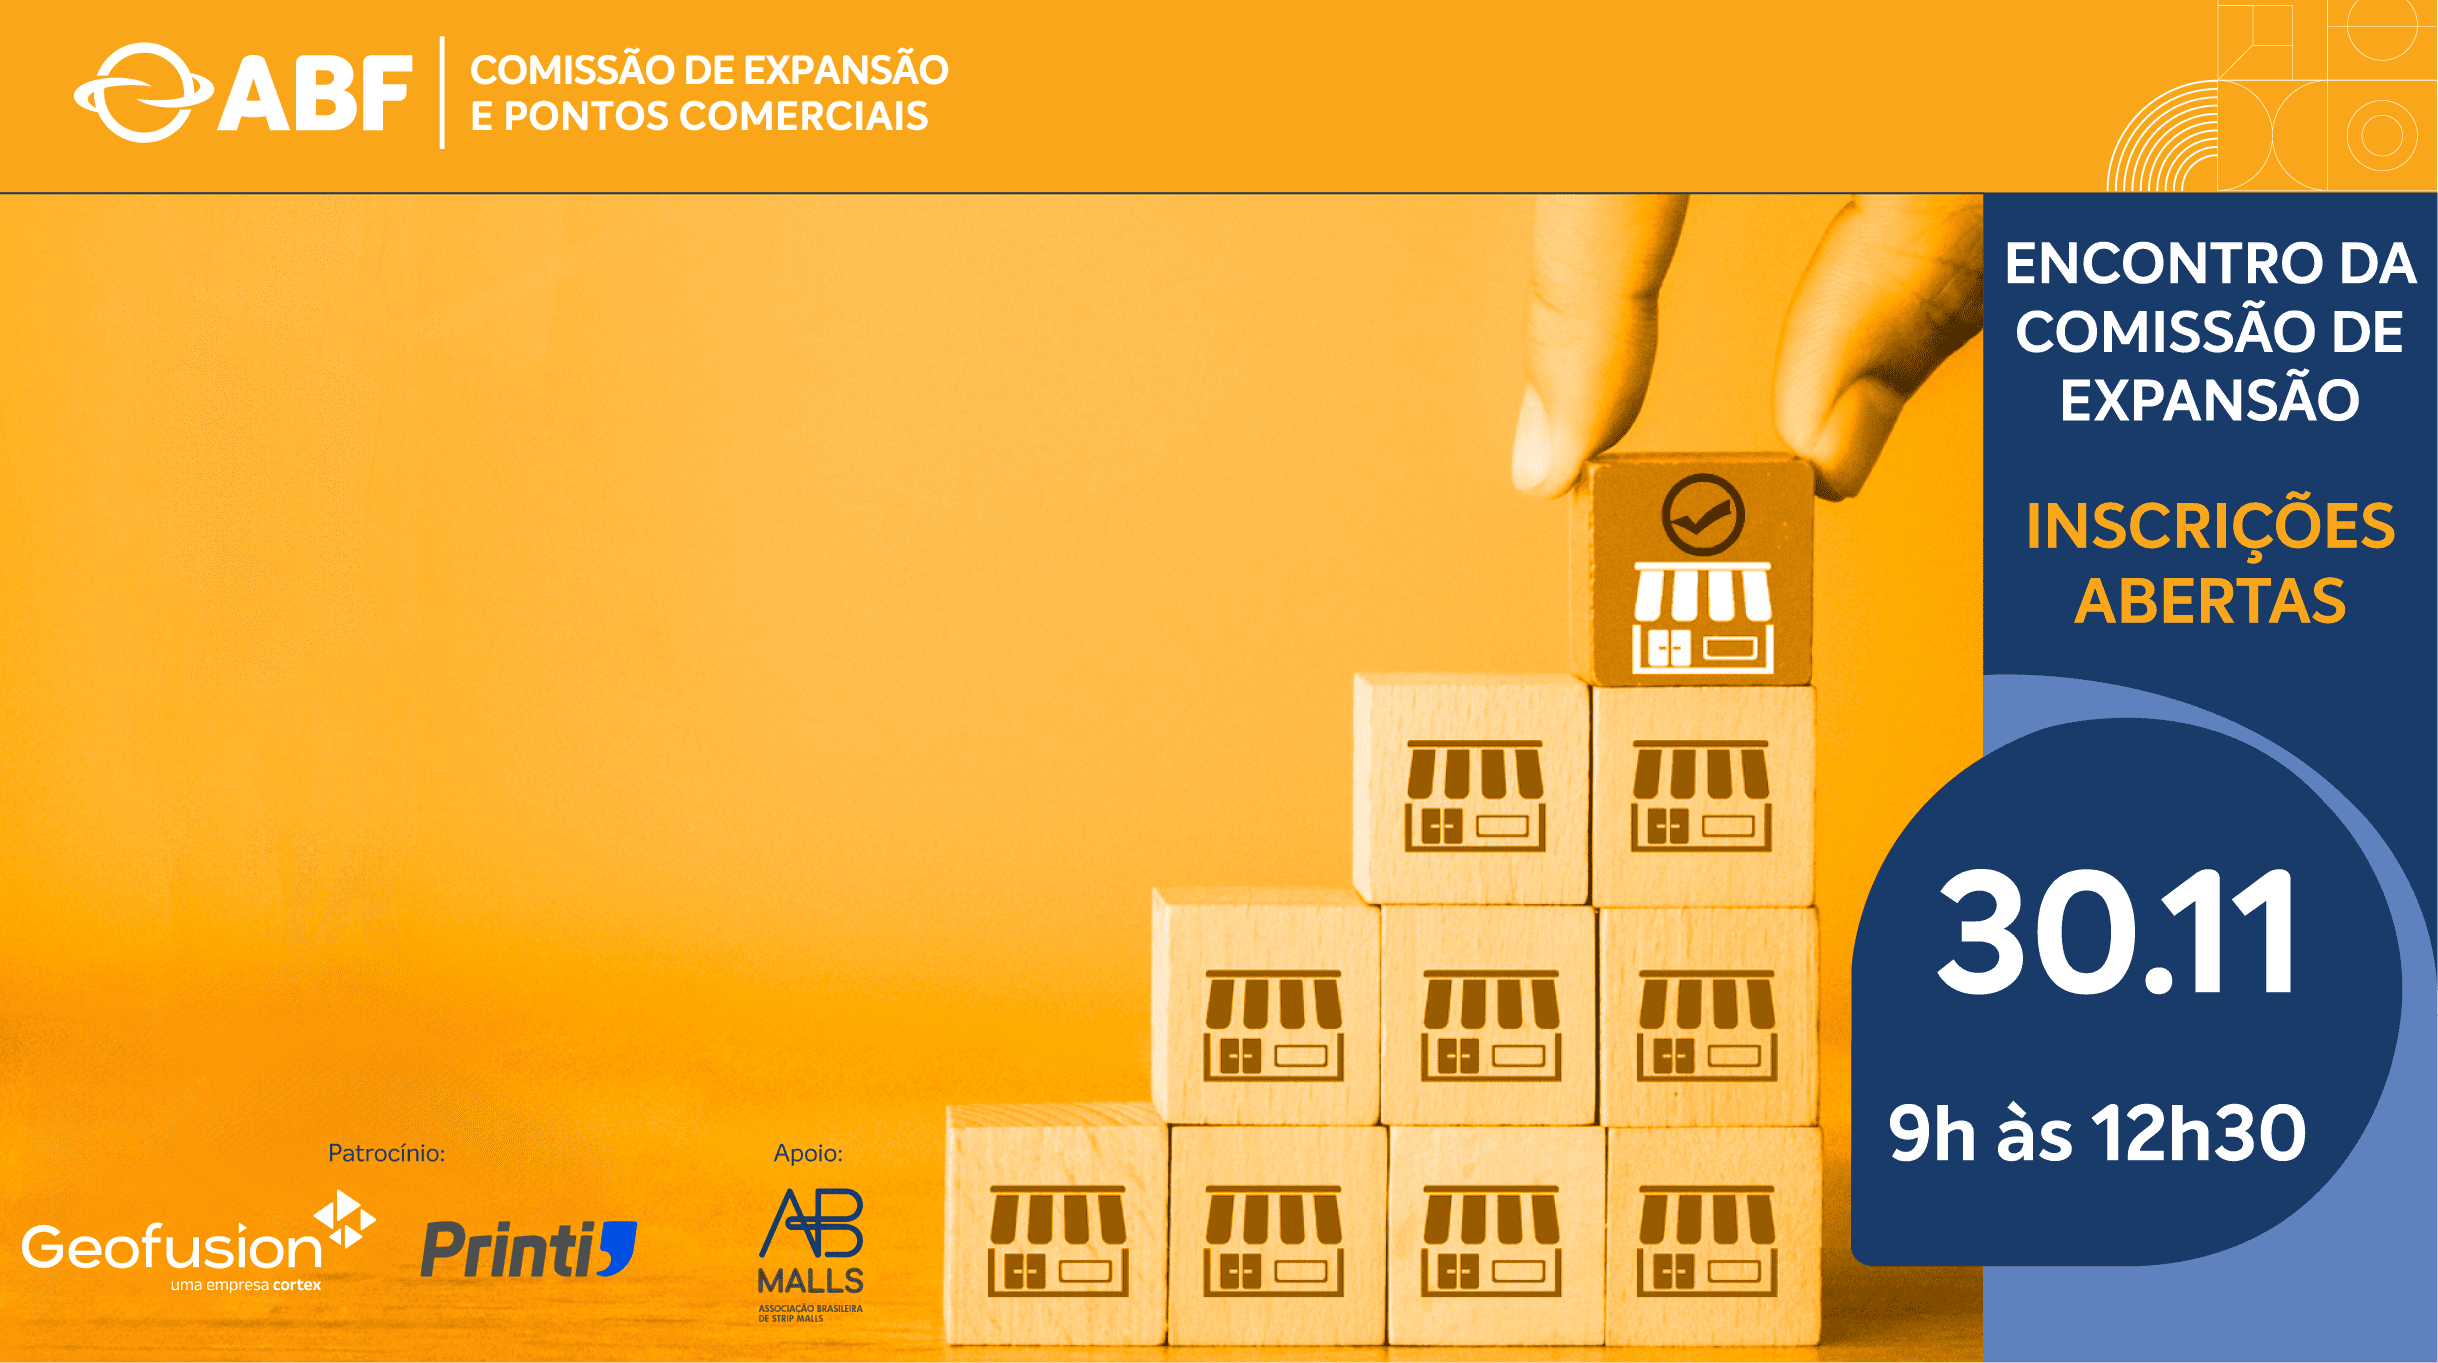 ABF
COMISSÃO DE EXPANSÃO
E PONTOS COMERCIAIS
ENCONTRO DA
COMISSÃO DE
EXPANSÃO
INSCRIÇÕES
ABERTAS
30.11
9h às 12h30
Patrocínio:
Geofusion
uma empresa cortex
Printi
Apoio:
AB
MALLS
ASSOCIAÇÃO BRASILEIRA
DE STRIP MALLS